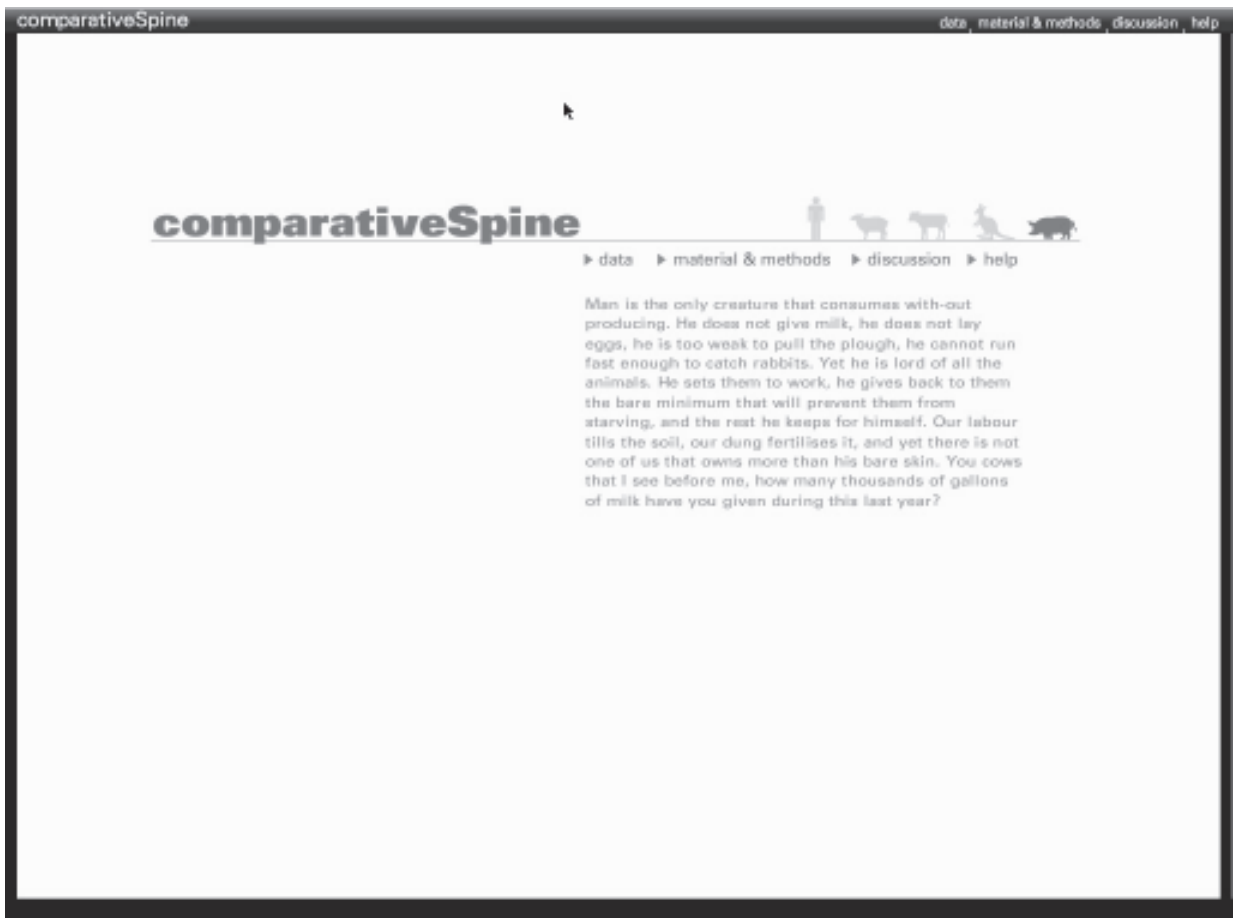 comparativeSpine
data, material & methods, discussion, help
comparativeSpine
data material & methods discussion help
Man is the only creature that consumes with-out
producing. He does not give milk, he does not lay
eggs, he is too weak to pull the plough, he cannot run
fast enough to catch rabbits. Yet he is lord of all the
animals. He sets them to work, he gives back to them
the bare minimum that will prevent them from
starving, and the rest he keeps for himself. Our labour
tills the soil, our dung fertilises it, and yet there is not
one of us that owns more than his bare skin. You cows
that I see before me, how many thousands of gallons
of milk have you given during this last year?